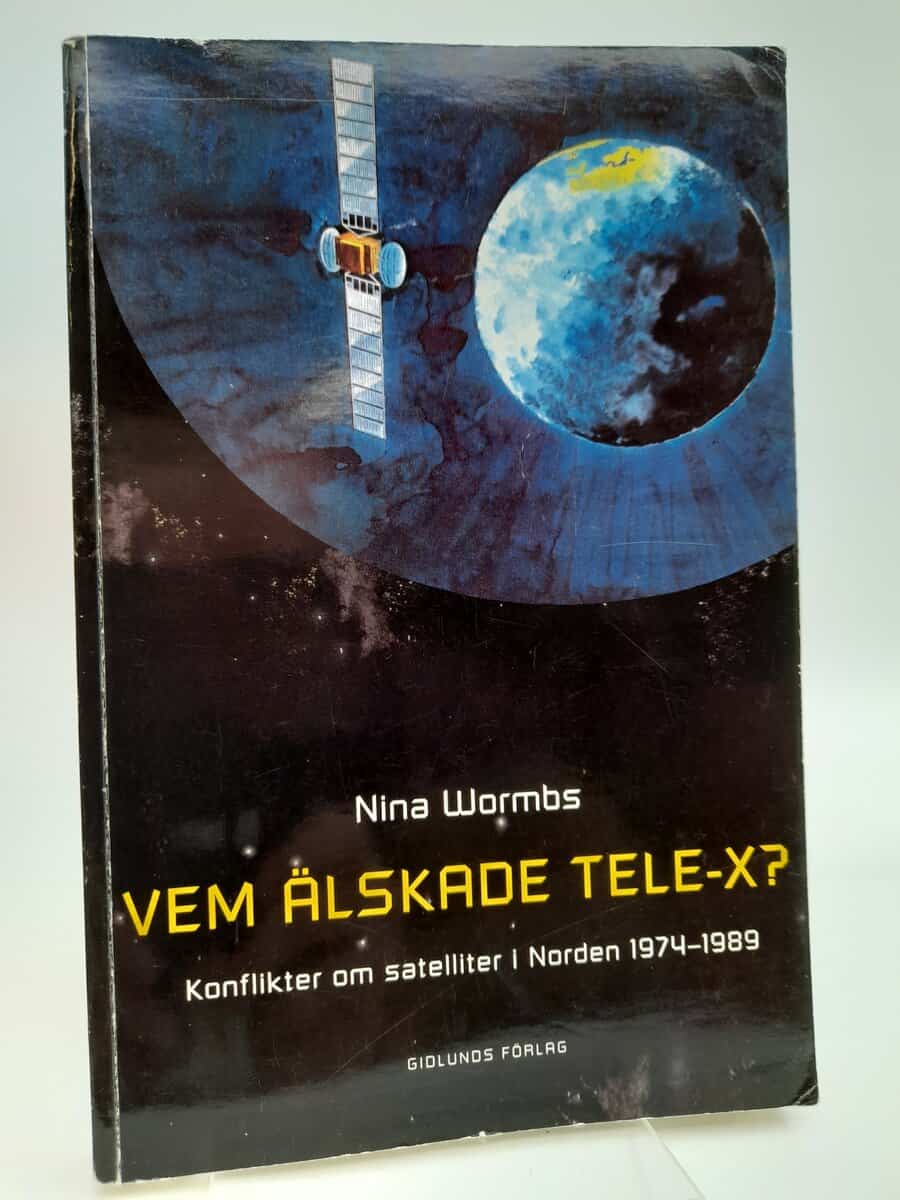 Nina Wormbs
VEM ÄLSKADE TELE-X?
Konflikter om satelliter i Norden 1974–1989
GIDLUNDS FÖRLAG